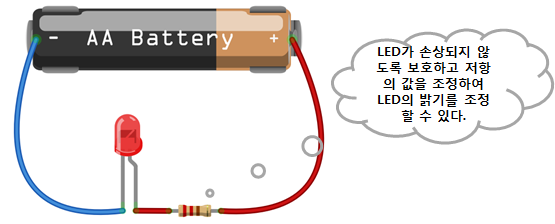 - AA Battery +
LED가 손상되지 않
도록 보호하고 저항
의 값을 조정하여
LED의 밝기를 조정
할 수 있다.